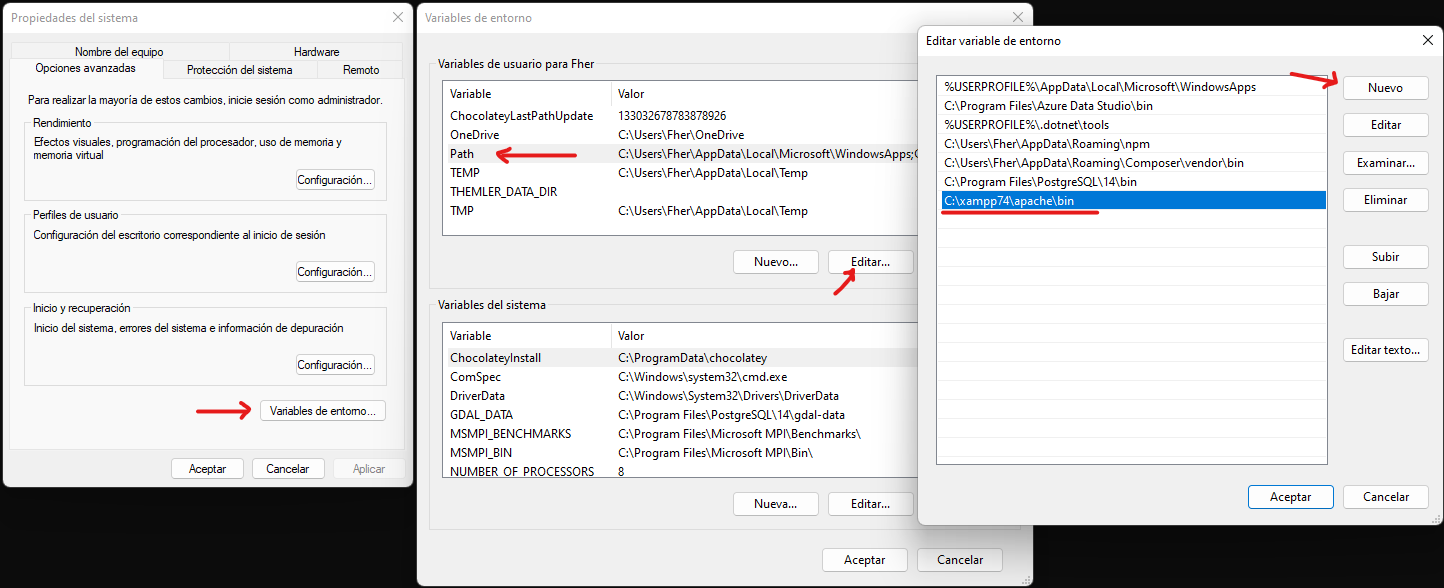 Propiedades del sistema
Nombre del equipo
Hardware
Opciones avanzadas
Protección del sistema
Remoto
Para realizar la mayoría de estos cambios, inicie sesión como administrador.
Rendimiento
Efectos visuales, programación del procesador, uso de memoria y
memoria virtual
Configuración...
Perfiles de usuario
Configuración del escritorio correspondiente al inicio de sesión
Configuración...
Inicio y recuperación
Inicio del sistema, errores del sistema e información de depuración
Configuración...
Variables de entorno...
Aceptar
Cancelar
Aplicar
Variables de entorno
Variables de usuario para Fher
Variable Valor
ChocolateyLastPathUpdate 133032678783878926
OneDrive C:\Users\Fher\OneDrive
Path C:\Users\Fher\AppData\Local\Microsoft\WindowsApps;
TEMP C:\Users\Fher\AppData\Local\Temp
THEMLER_DATA_DIR
TMP C:\Users\Fher\AppData\Local\Temp
Nuevo...
Editar...
Variables del sistema
Variable Valor
ChocolateyInstall C:\ProgramData\chocolatey
ComSpec C:\Windows\system32\cmd.exe
DriverData C:\Windows\System32\Drivers\DriverData
GDAL_DATA C:\Program Files\PostgreSQL\14\gdal-data
MSMPI_BENCHMARKS C:\Program Files\Microsoft MPI\Benchmarks\
MSMPI_BIN C:\Program Files\Microsoft MPI\Bin\
NUMBER_OF_PROCESSORS 8
Nueva...
Editar...
Aceptar
Cancelar
Editar variable de entorno
%USERPROFILE%\AppData\Local\Microsoft\WindowsApps
C:\Program Files\Azure Data Studio\bin
%USERPROFILE%\.dotnet\tools
C:\Users\Fher\AppData\Roaming\npm
C:\Users\Fher\AppData\Roaming\Composer\vendor\bin
C:\Program Files\PostgreSQL\14\bin
C:\xampp74\apache\bin
Nuevo
Editar
Examinar...
Eliminar
Subir
Bajar
Editar texto...
Aceptar
Cancelar